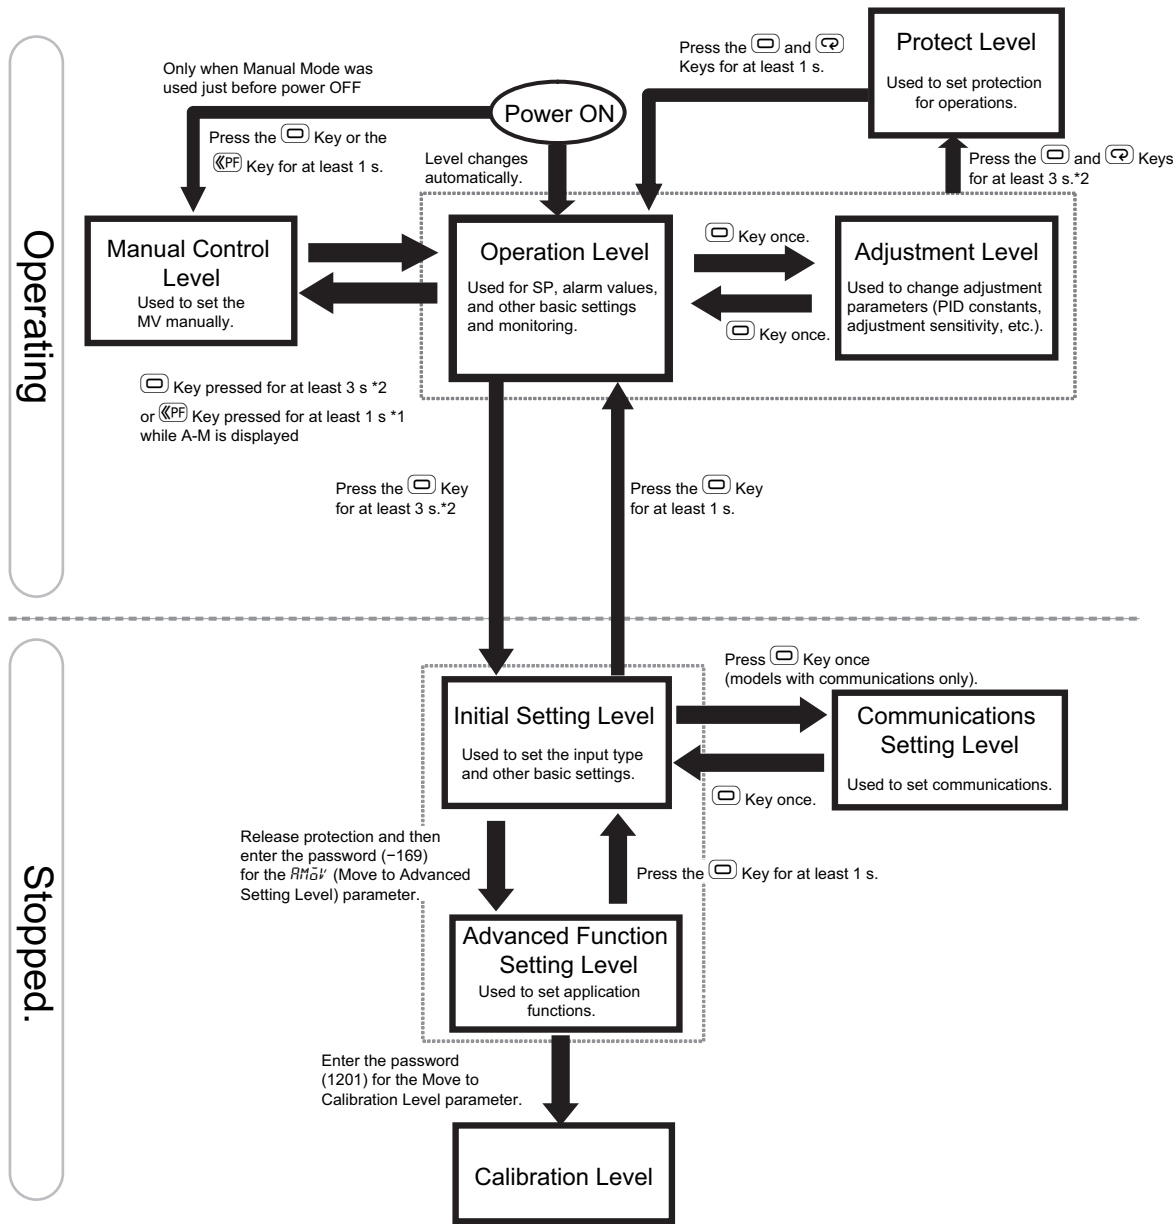 Operating
Only when Manual Mode was
used just before power OFF
Power ON
Press the and
Keys for at least 1 s.
Protect Level
Used to set protection
for operations.
Press the Key or the
PF Key for at least 1 s.
Level changes
automatically.
Press the and Keys
for at least 3 s.*2
Manual Control
Level
Used to set the
MV manually.
Operation Level
Used for SP, alarm values,
and other basic settings
and monitoring.
Key once.
Key once.
Adjustment Level
Used to change adjustment
parameters (PID constants,
adjustment sensitivity, etc.).
Key pressed for at least 3 s *2
or PF Key pressed for at least 1 s *1
while A-M is displayed
Press the Key
for at least 3 s.*2
Press the Key
for at least 1 s.
Stopped.
Initial Setting Level
Used to set the input type
and other basic settings.
Press Key once
(models with communications only).
Key once.
Communications
Setting Level
Used to set communications.
Release protection and then
enter the password (−169)
for the AMoV (Move to Advanced
Setting Level) parameter.
Press the Key for at least 1 s.
Advanced Function
Setting Level
Used to set application
functions.
Enter the password
(1201) for the Move to
Calibration Level parameter.
Calibration Level